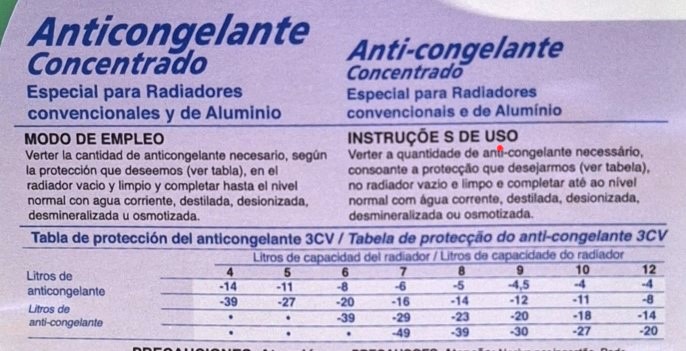 Anticongelante
Concentrado
Especial para Radiadores
convencionales y de Aluminio
MODO DE EMPLEO
Verter la cantidad de anticongelante necesario, según
la protección que deseemos (ver tabla), en el
radiador vacio y limpio y completar hasta el nivel
normal con agua corriente, destilada, desionizada,
desmineralizada u osmotizada.
Anti-congelante
Concentrado
Especial para Radiadores
convencionais e de Alumínio
INSTRUÇÕE S DE USO
Verter a quantidade de anti-congelante necessário,
consoante a protecção que desejarmos (ver tabela),
no radiador vazio e limpo e completar até ao nível
normal com água corrente, destilada, desionizada,
desmineralizada ou osmotizada.
Tabla de protección del anticongelante 3CV / Tabela de protecção do anti-congelante 3CV
Litros de capacidad del radiador / Litros de capacidade do radiador
4 5 6 7 8 9 10 12
Litros de
anticongelante
Litros de
anti-congelante
-14 -11 -8 -6 -5 -4,5 -4 -4
-39 -27 -20 -16 -14 -12 -11 -8
• • -39 -29 -23 -20 -18 -14
• • • -49 -39 -30 -27 -20